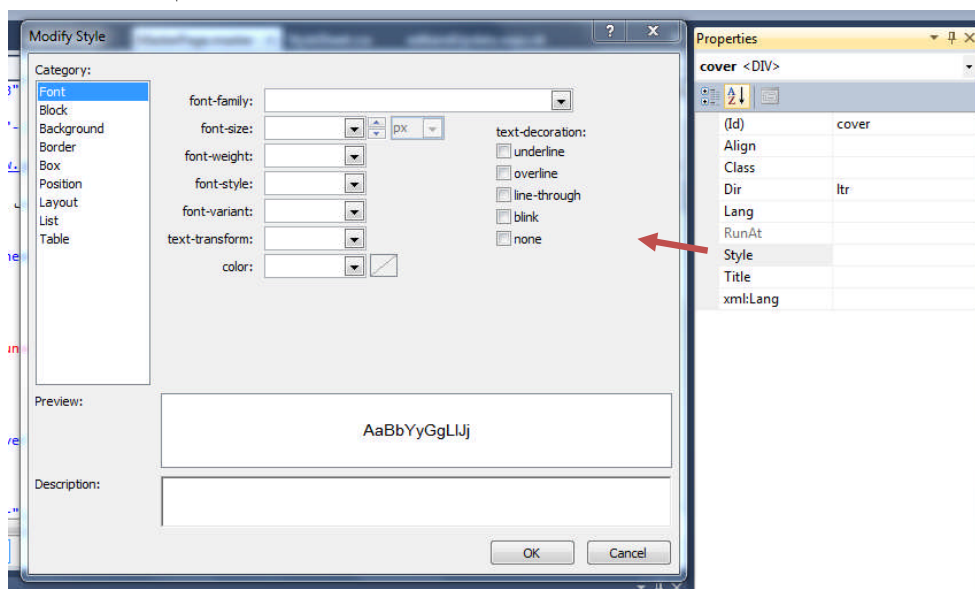 Modify Style
Category:
Font
Block
Background
Border
Box
Position
Layout
List
Table
font-family:
font-size:
px
font-weight:
font-style:
font-variant:
text-transform:
color:
text-decoration:
underline
overline
line-through
blink
none
Preview:
AaBbYyGgLlJj
Description:
OK
Cancel
Properties
cover <DIV>
(Id) cover
Align
Class
Dir ltr
Lang
RunAt
Style
Title
xml:Lang